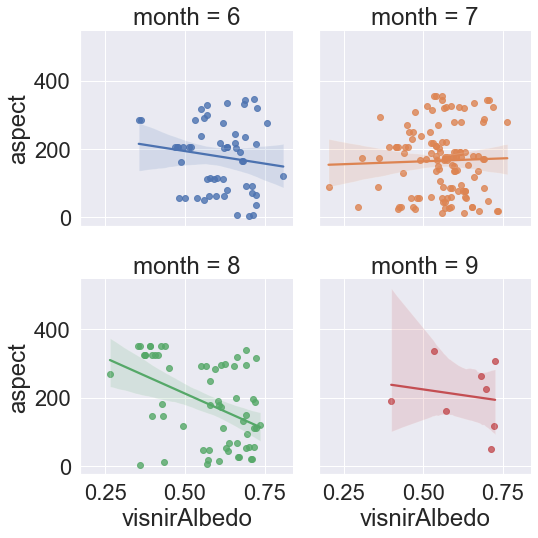 month = 6
month = 7
aspect
400
200
0
month = 8
month = 9
aspect
400
200
0
0.25 0.50 0.75
0.25 0.50 0.75
visnirAlbedo
visnirAlbedo